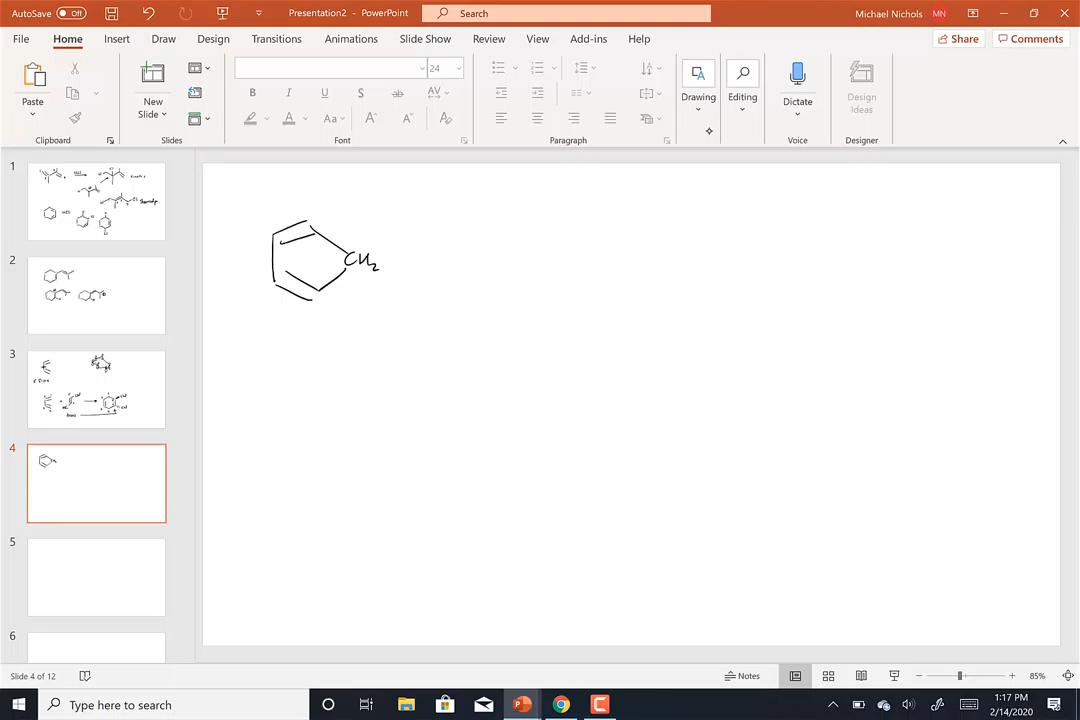 AutoSave Off Presentation2 - PowerPoint Search Michael Nichols MN
File Home Insert Draw Design Transitions Animations Slide Show Review View Add-ins Help Share Comments
24
Paste New Slide B I U S ab AV Aa A A A Drawing Editing Dictate Design Ideas
Clipboard Slides Font Paragraph Voice Designer
1
2
3
4
5
6
CH2
Slide 4 of 12 Notes 85%
Type here to search 1:17 PM
2/14/2020